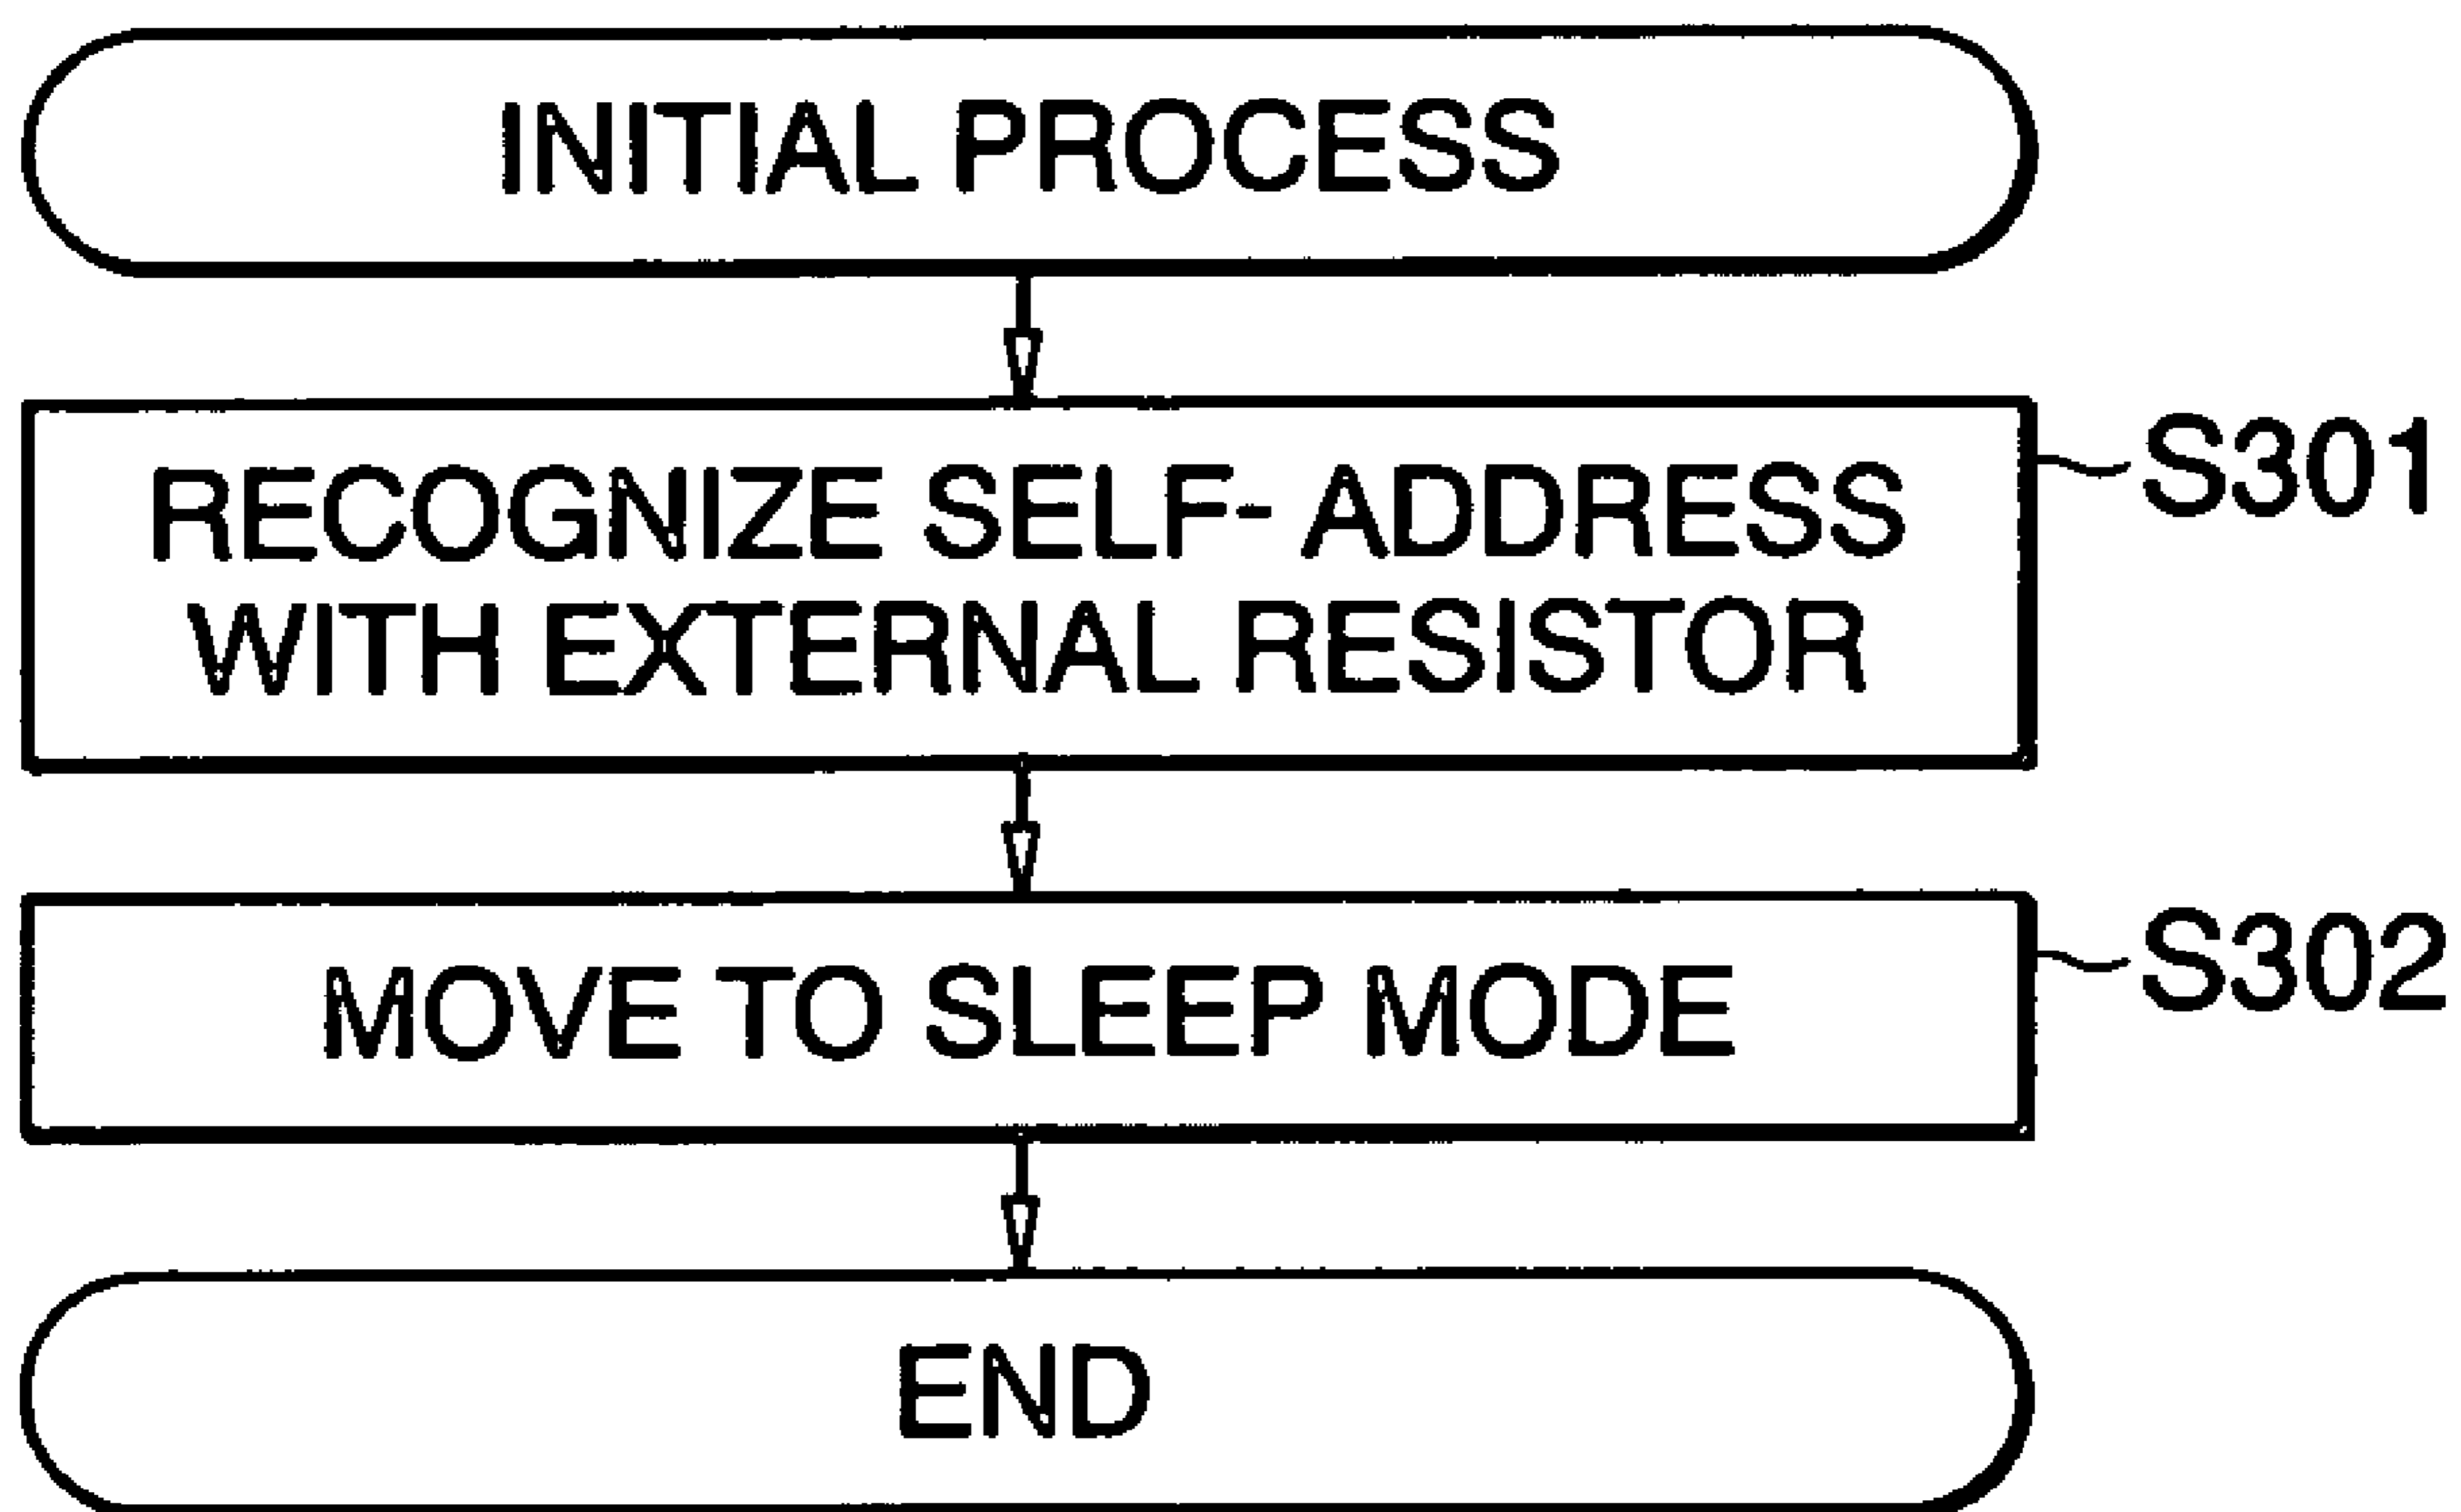 INITIAL PROCESS
RECOGNIZE SELF-ADDRESS
WITH EXTERNAL RESISTOR
S301
MOVE TO SLEEP MODE
S302
END